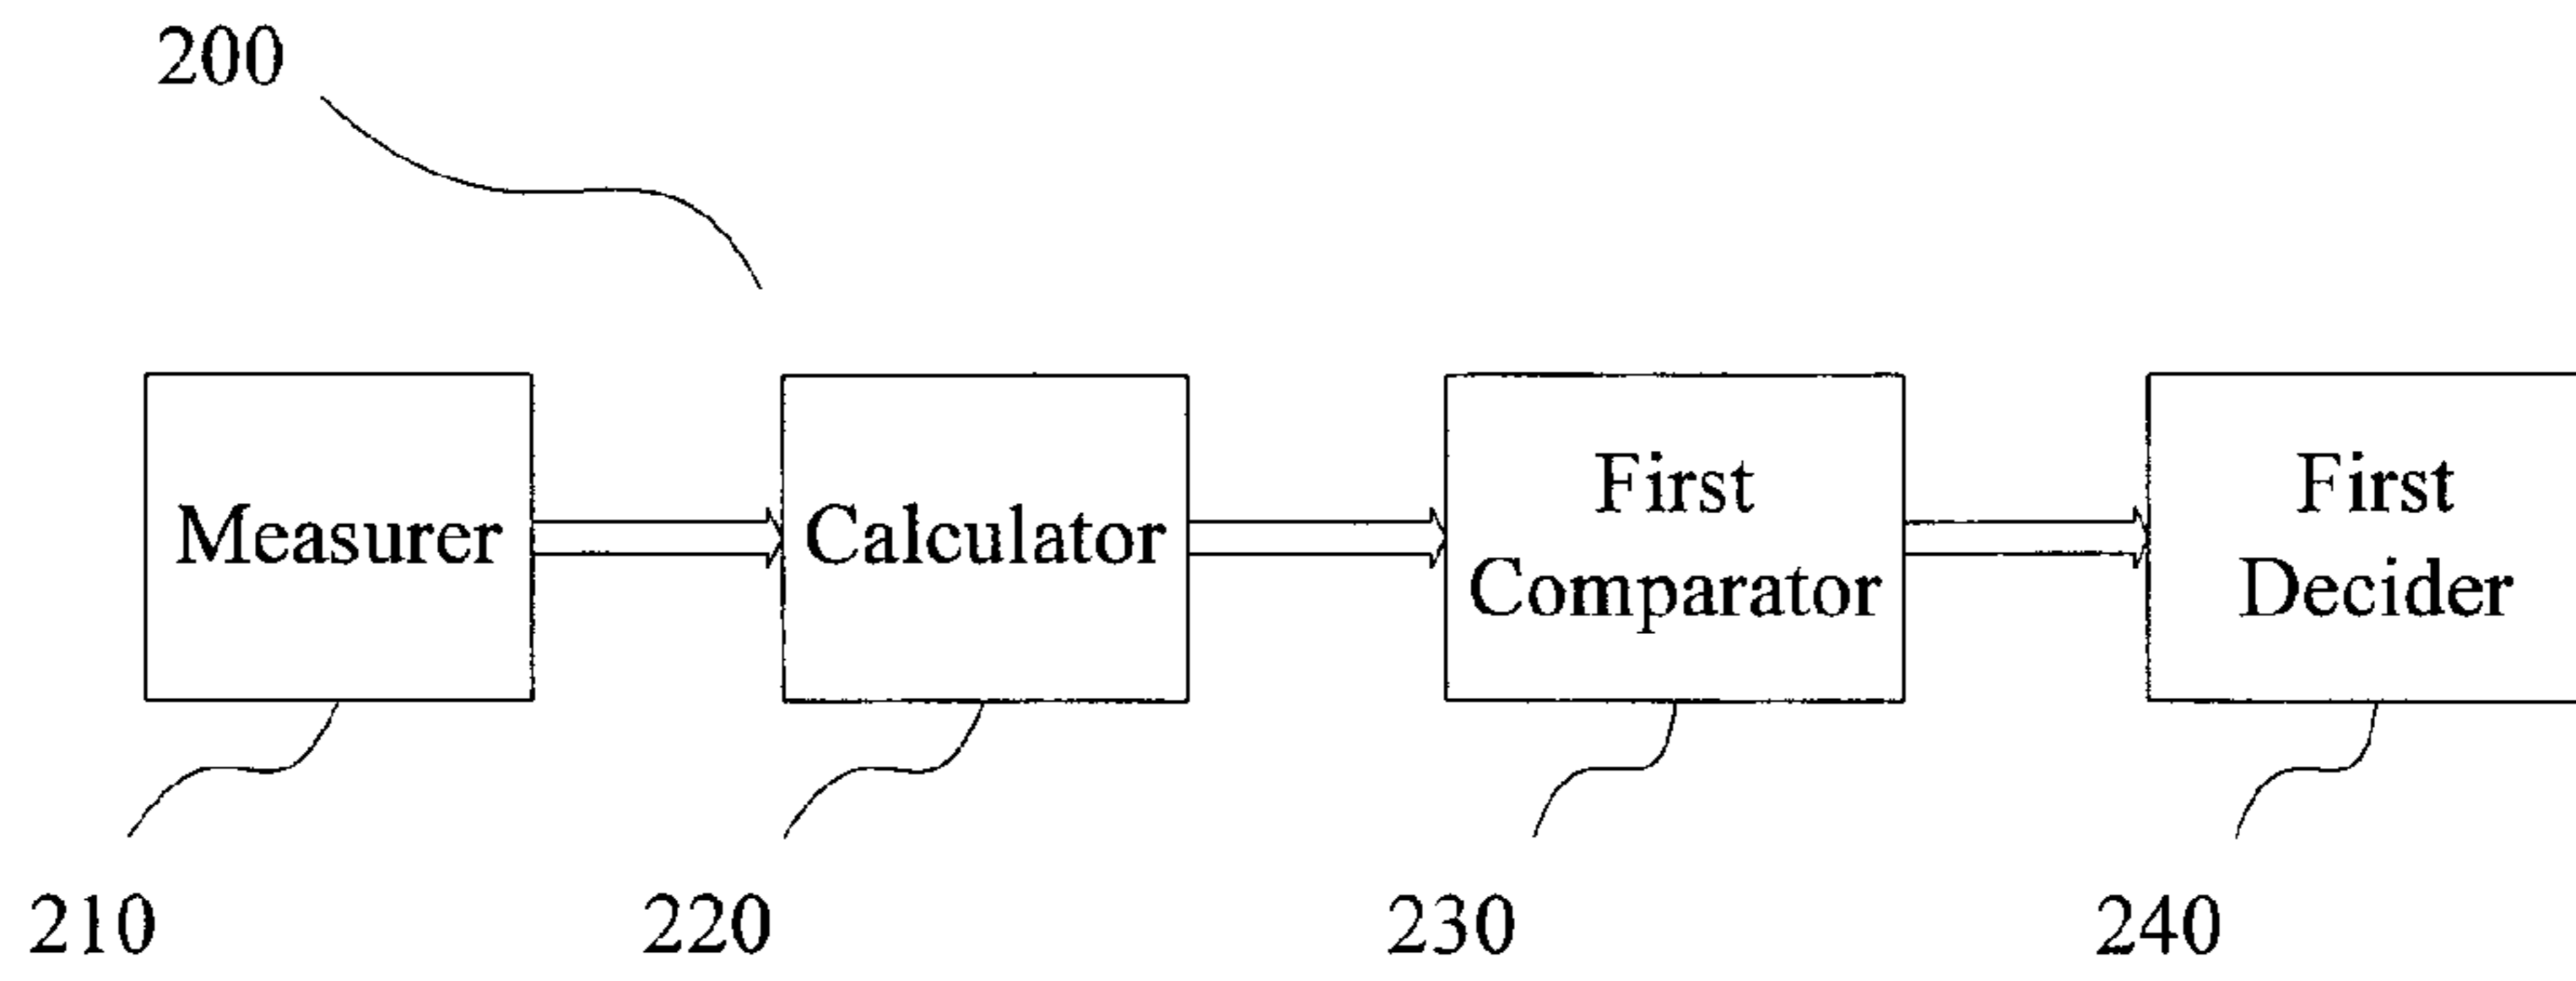 200
Measurer
Calculator
First
Comparator
First
Decider
210
220
230
240